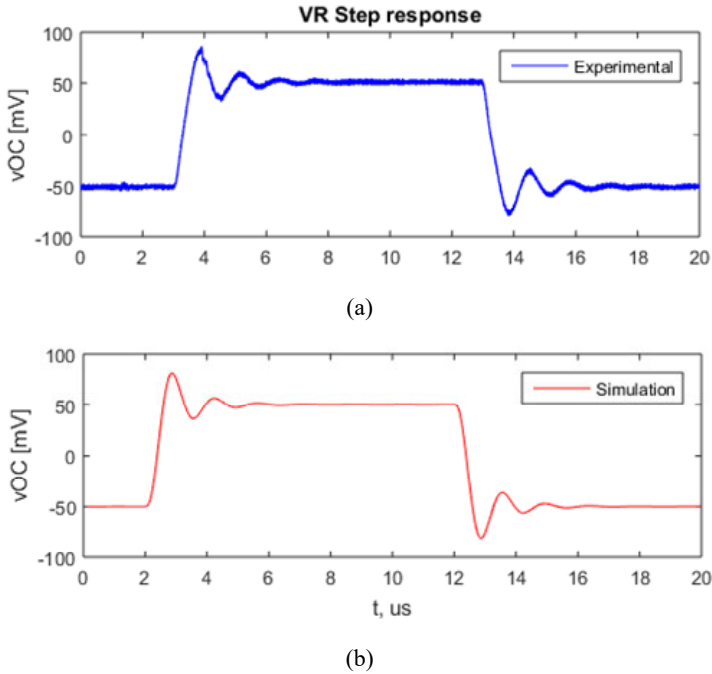 VR Step response
100
50
0
-50
-100
vOC [mV]
Experimental
0 2 4 6 8 10 12 14 16 18 20
(a)
100
50
0
-50
-100
vOC [mV]
Simulation
0 2 4 6 8 10 12 14 16 18 20
t, us
(b)